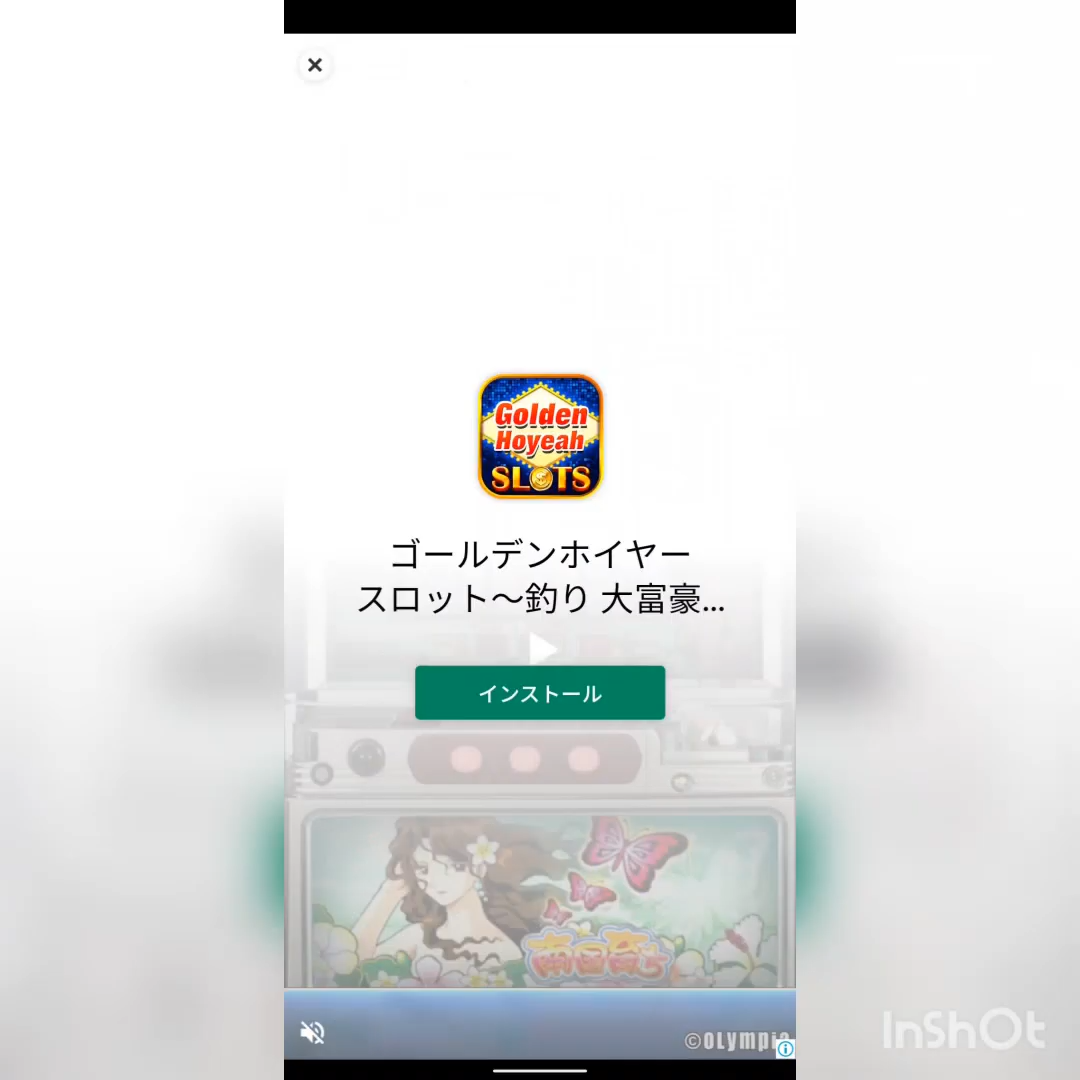 Golden
Hoyeah
SLOTS
ゴールデンホイヤー
スロット～釣り 大富豪...
インストール
南国育ち
©OLYMPIA
InShOt